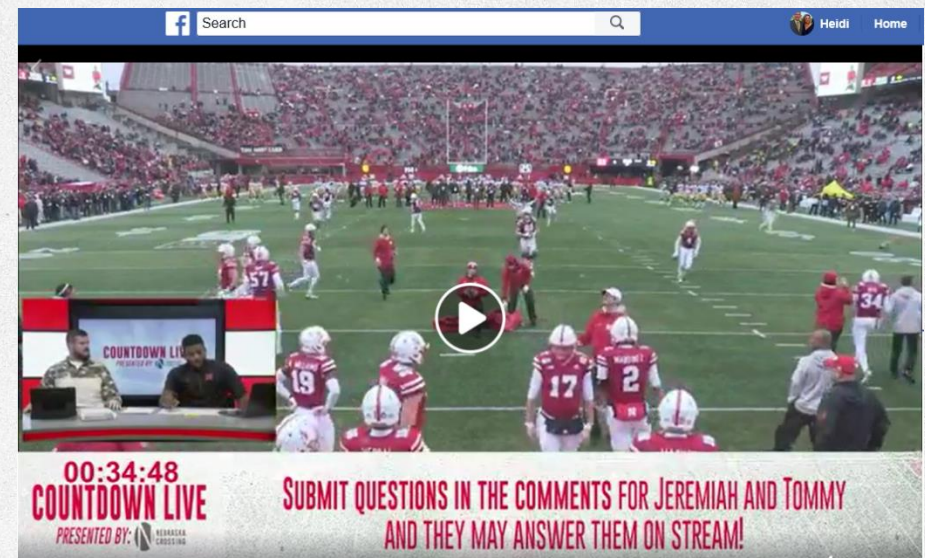 Search
Heidi Home
57
34
COUNTDOWN LIVE
PRESENTED BY: N
19
17
MARTINEZ
2
00:34:48
COUNTDOWN LIVE
PRESENTED BY: N NEBRASKA CROSSING
SUBMIT QUESTIONS IN THE COMMENTS FOR JEREMIAH AND TOMMY
AND THEY MAY ANSWER THEM ON STREAM!